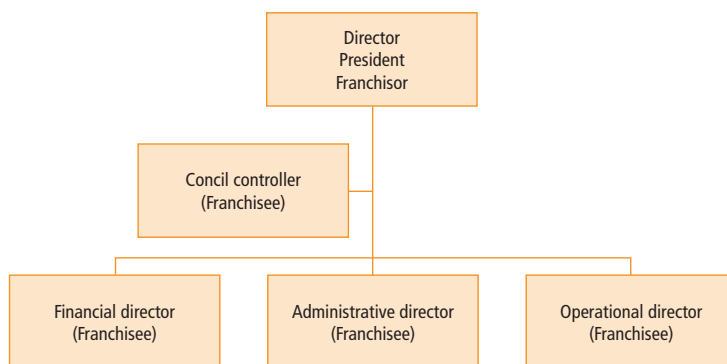 Director
President
Franchisor
Concil controller
(Franchisee)
Financial director
(Franchisee)
Administrative director
(Franchisee)
Operational director
(Franchisee)